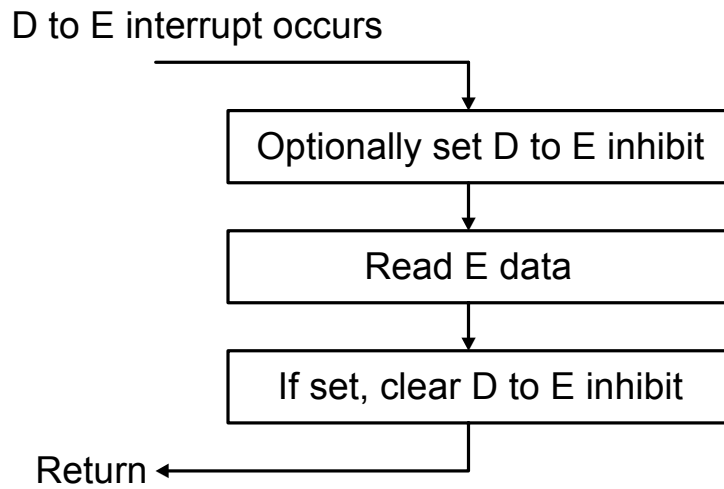 D to E interrupt occurs
Optionally set D to E inhibit
Read E data
If set, clear D to E inhibit
Return